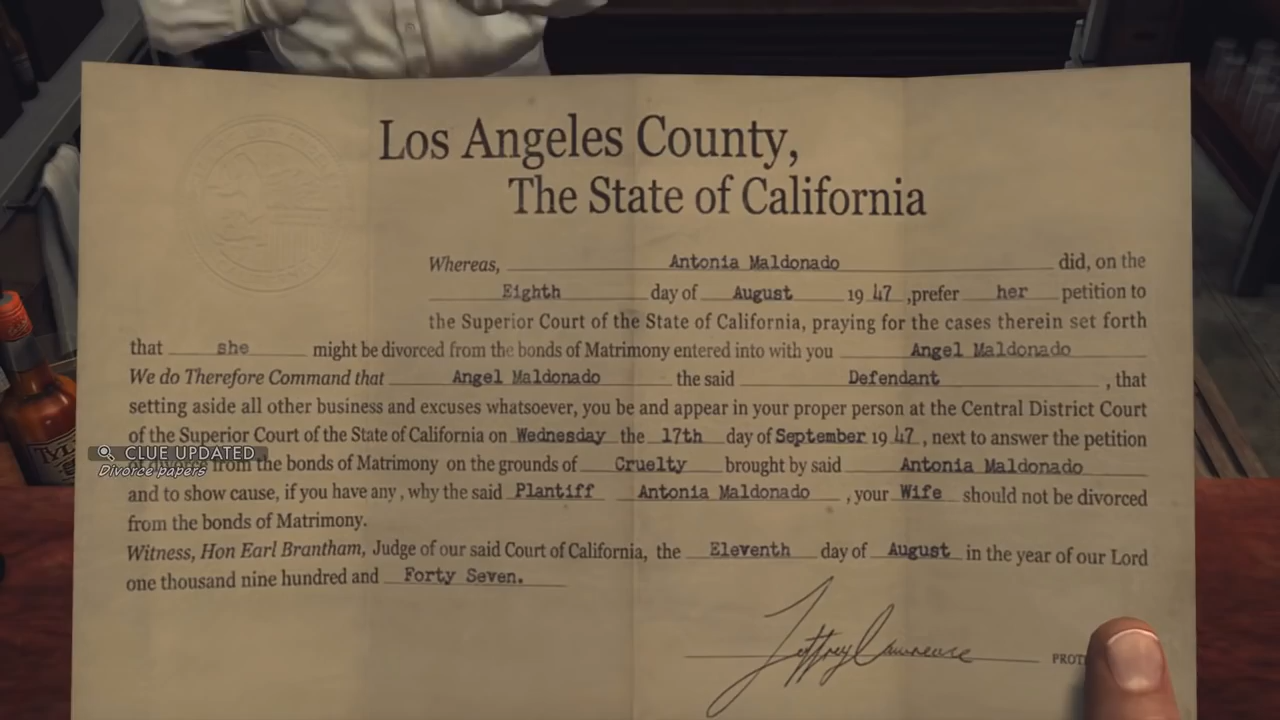 Los Angeles County,
The State of California
Whereas, Antonia Maldonado did, on the
Eighth day of August 1947 ,prefer her petition to
the Superior Court of the State of California, praying for the cases therein set forth
that she might be divorced from the bonds of Matrimony entered into with you Angel Maldonado
We do Therefore Command that Angel Maldonado the said Defendant , that
setting aside all other business and excuses whatsoever, you be and appear in your proper person at the Central District Court
of the Superior Court of the State of California on Wednesday the 17th day of September 1947 , next to answer the petition
CLUE UPDATED
Divorce papers
from the bonds of Matrimony on the grounds of Cruelty brought by said Antonia Maldonado
and to show cause, if you have any , why the said Plantiff Antonia Maldonado , your Wife should not be divorced
from the bonds of Matrimony.
Witness, Hon Earl Brantham, Judge of our said Court of California, the Eleventh day of August in the year of our Lord
one thousand nine hundred and Forty Seven.
Jeffrey Lawrence